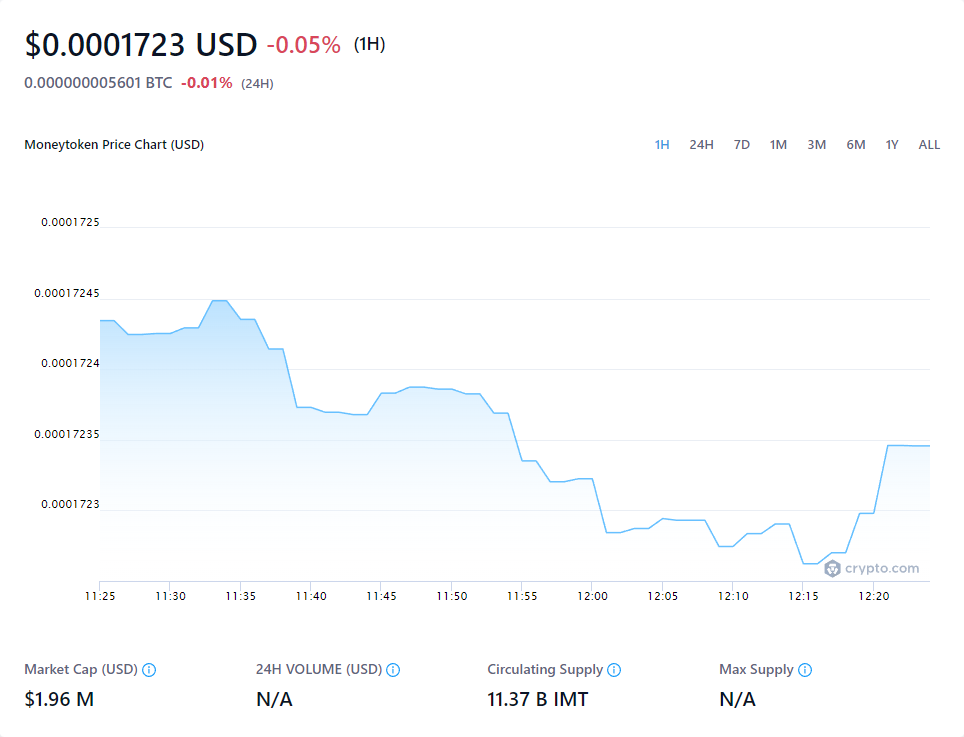 $0.0001723 USD -0.05% (1H)
0.000000005601 BTC -0.01% (24H)
Moneytoken Price Chart (USD) 1H 24H 7D 1M 3M 6M 1Y ALL
0.0001725
0.00017245
0.0001724
0.00017235
0.0001723
crypto.com
11:25 11:30 11:35 11:40 11:45 11:50 11:55 12:00 12:05 12:10 12:15 12:20
Market Cap (USD) 24H VOLUME (USD) Circulating Supply Max Supply
$1.96 M N/A 11.37 B IMT N/A